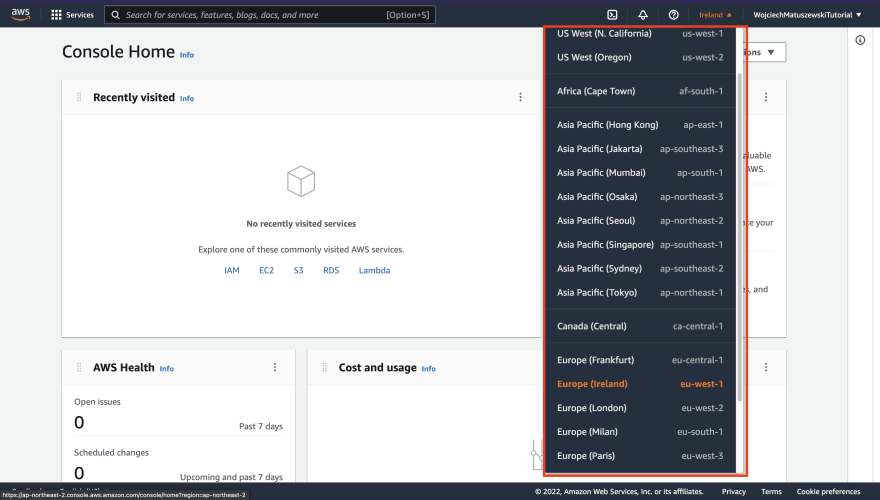 aws
Services
Search for services, features, blogs, docs, and more [Option+S]
Ireland
WojciechMatuszewskiTutorial
Console Home Info
Recently visited Info
No recently visited services
Explore one of these commonly visited AWS services.
IAM EC2 S3 RDS Lambda
US West (N. California) us-west-1
US West (Oregon) us-west-2
Africa (Cape Town) af-south-1
Asia Pacific (Hong Kong) ap-east-1
Asia Pacific (Jakarta) ap-southeast-3
Asia Pacific (Mumbai) ap-south-1
Asia Pacific (Osaka) ap-northeast-3
Asia Pacific (Seoul) ap-northeast-2
Asia Pacific (Singapore) ap-southeast-1
Asia Pacific (Sydney) ap-southeast-2
Asia Pacific (Tokyo) ap-northeast-1
Canada (Central) ca-central-1
Europe (Frankfurt) eu-central-1
Europe (Ireland) eu-west-1
Europe (London) eu-west-2
Europe (Milan) eu-south-1
Europe (Paris) eu-west-3
AWS.
your
and
AWS Health Info
Open issues
0 Past 7 days
Scheduled changes
0 Upcoming and past 7 days
Cost and usage Info
https://ap-northeast-2.console.aws.amazon.com/console/home?region=ap-northeast-2
© 2022, Amazon Web Services, Inc. or its affiliates. Privacy Terms Cookie preferences